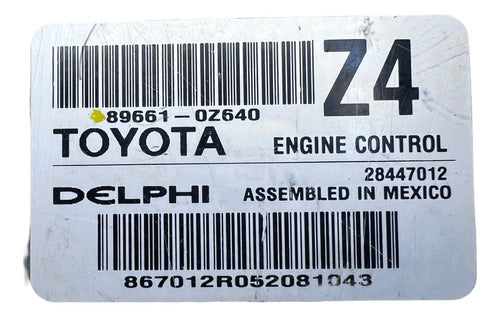 Z4
89661-0Z640
TOYOTA ENGINE CONTROL
28447012
DELPHI ASSEMBLED IN MEXICO
867012R052081043